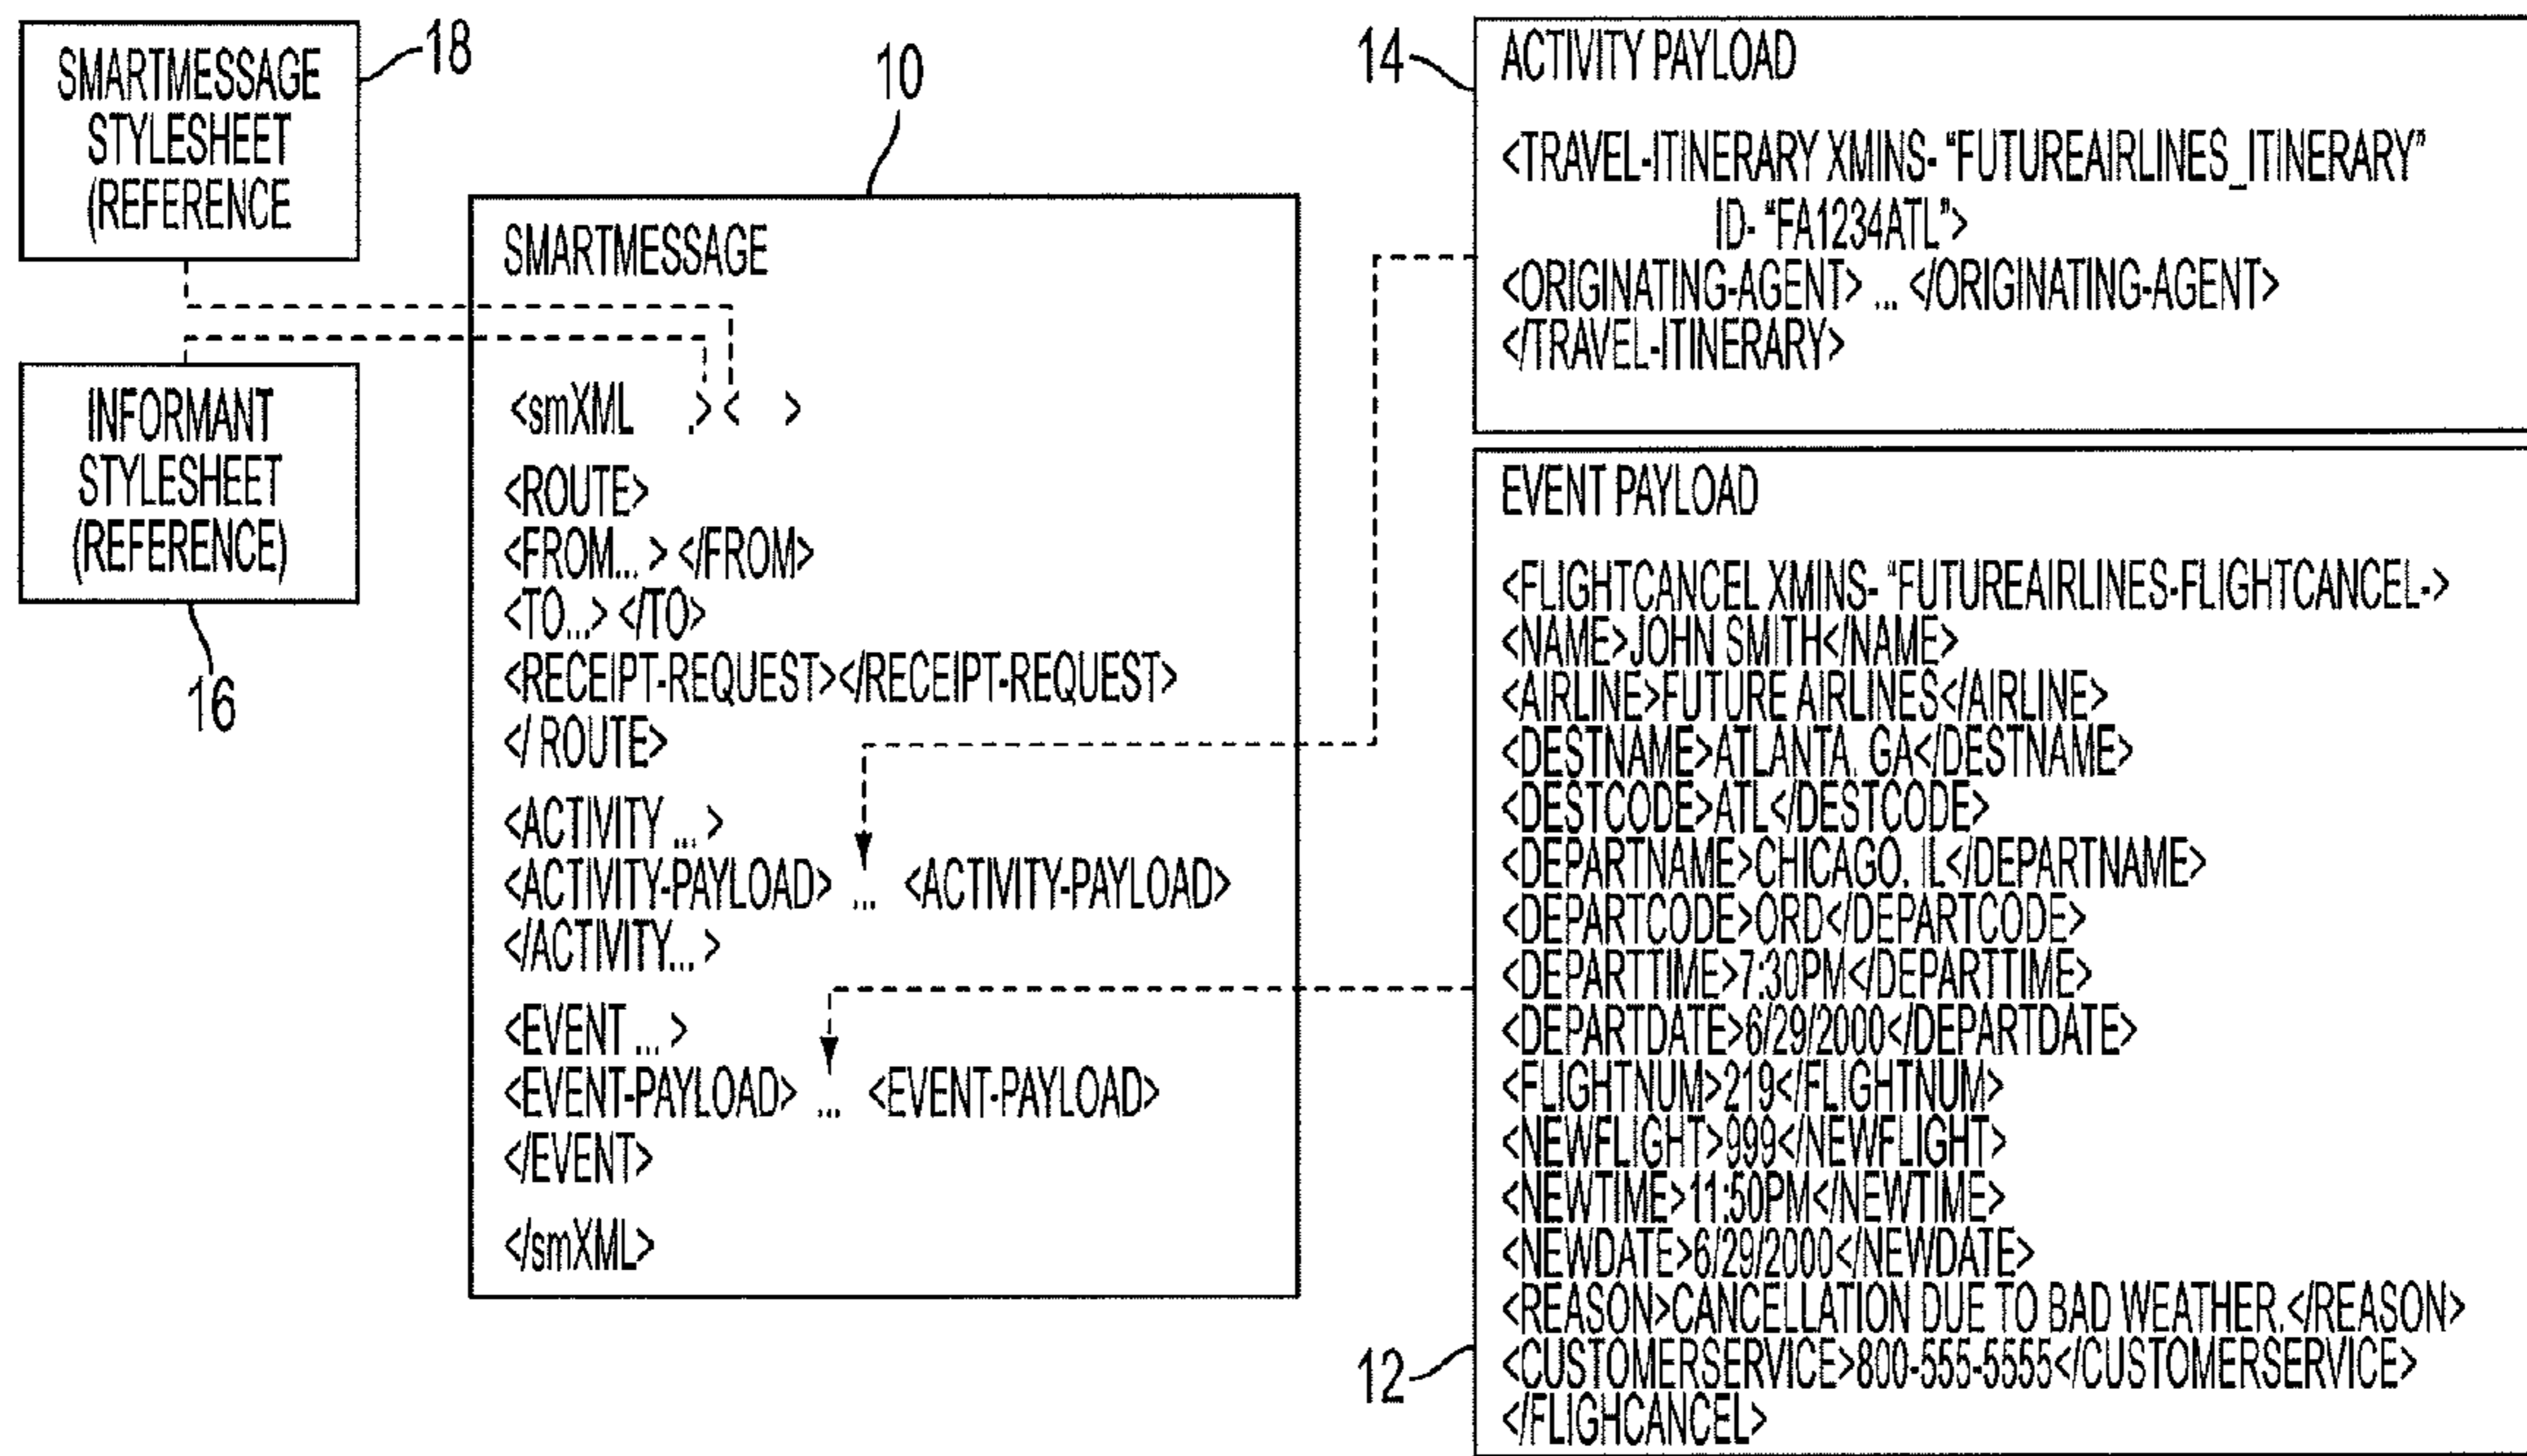 SMARTMESSAGE
STYLESHEET
(REFERENCE
18
INFORMANT
STYLESHEET
(REFERENCE)
16
10
SMARTMESSAGE
<smXML .> < >
<ROUTE>
<FROM... > </FROM>
<TO...> </TO>
<RECEIPT-REQUEST></RECEIPT-REQUEST>
</ ROUTE>
<ACTIVITY ... >
<ACTIVITY-PAYLOAD> ... <ACTIVITY-PAYLOAD>
</ACTIVITY... >
<EVENT ... >
<EVENT-PAYLOAD> ... <EVENT-PAYLOAD>
</EVENT>
</smXML>
14
ACTIVITY PAYLOAD
<TRAVEL-ITINERARY XMINS- “FUTUREAIRLINES_ITINERARY”
ID- “FA1234ATL”>
<ORIGINATING-AGENT> ... </ORIGINATING-AGENT>
</TRAVEL-ITINERARY>
EVENT PAYLOAD
<FLIGHTCANCEL XMINS- “FUTUREAIRLINES-FLIGHTCANCEL->
<NAME>JOHN SMITH</NAME>
<AIRLINE>FUTURE AIRLINES</AIRLINE>
<DESTNAME>ATLANTA. GA</DESTNAME>
<DESTCODE>ATL</DESTCODE>
<DEPARTNAME>CHICAGO. IL</DEPARTNAME>
<DEPARTCODE>ORD</DEPARTCODE>
<DEPARTTIME>7:30PM</DEPARTTIME>
<DEPARTDATE>6/29/2000</DEPARTDATE>
<FLIGHTNUM>219</FLIGHTNUM>
<NEWFLIGHT>999</NEWFLIGHT>
<NEWTIME>11:50PM</NEWTIME>
<NEWDATE>6/29/2000</NEWDATE>
<REASON>CANCELLATION DUE TO BAD WEATHER.</REASON>
<CUSTOMERSERVICE>800-555-5555</CUSTOMERSERVICE>
</FLIGHCANCEL>
12